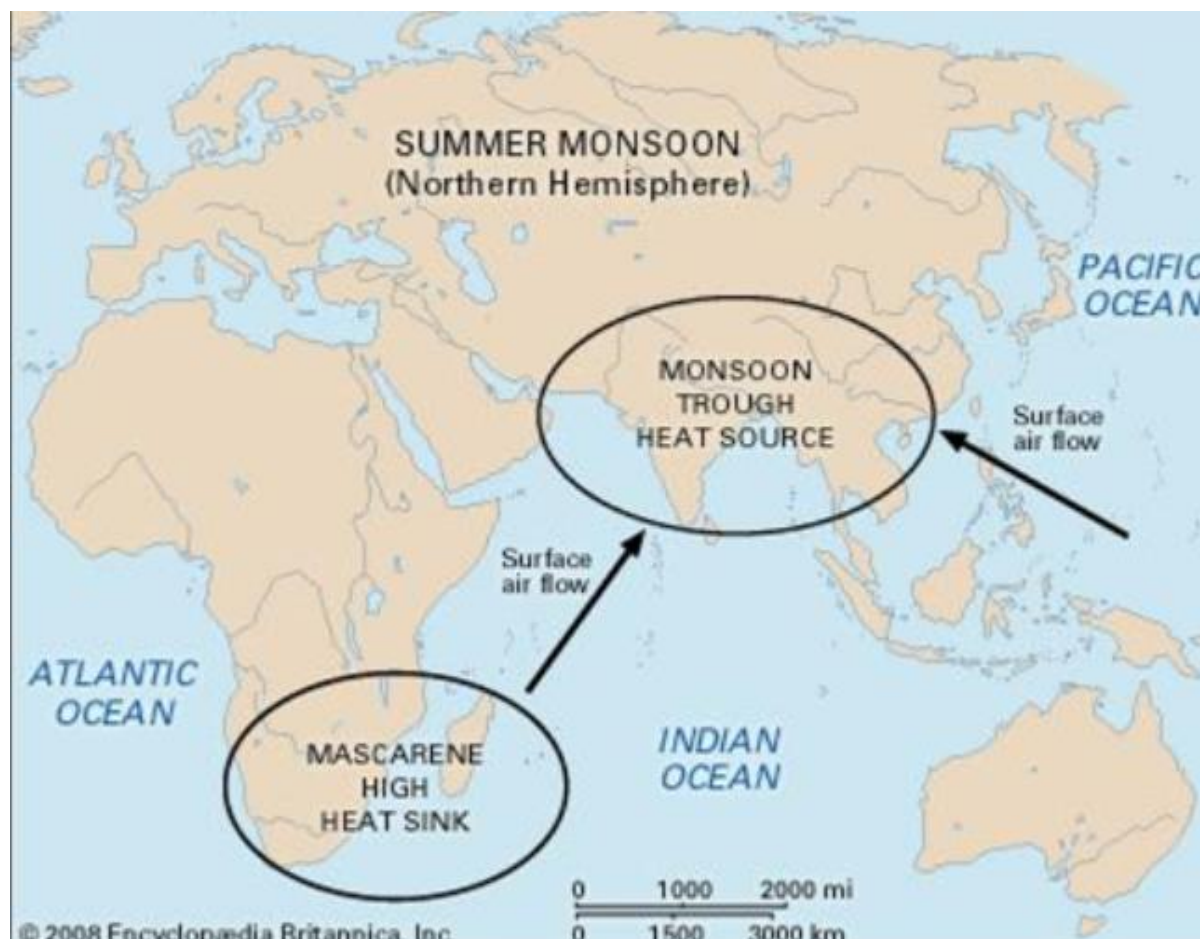 SUMMER MONSOON
(Northern Hemisphere)
PACIFIC
OCEAN
MONSOON
TROUGH
HEAT SOURCE
Surface
air flow
Surface
air flow
ATLANTIC
OCEAN
INDIAN
OCEAN
MASCARENE
HIGH
HEAT SINK
0 1000 2000 mi
0 1500 3000 km
© 2008 Encyclopædia Britannica, Inc.